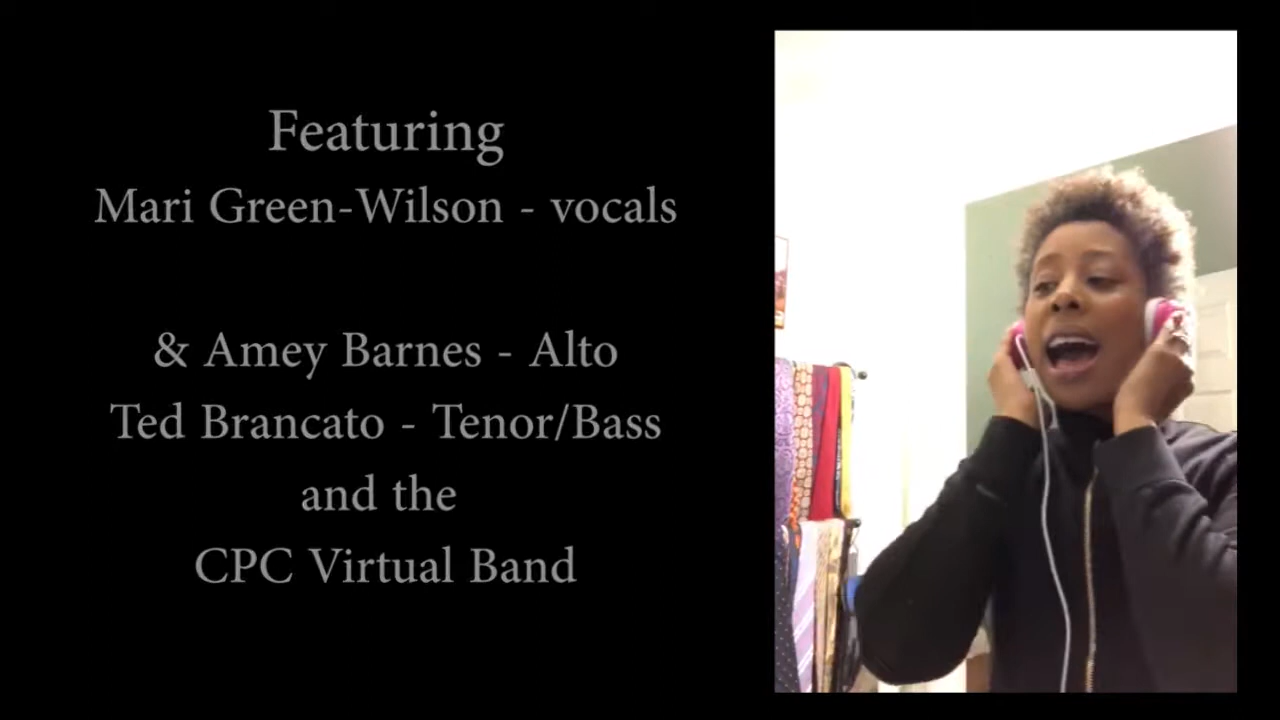 Featuring
Mari Green-Wilson - vocals
& Amey Barnes - Alto
Ted Brancato - Tenor/Bass
and the
CPC Virtual Band